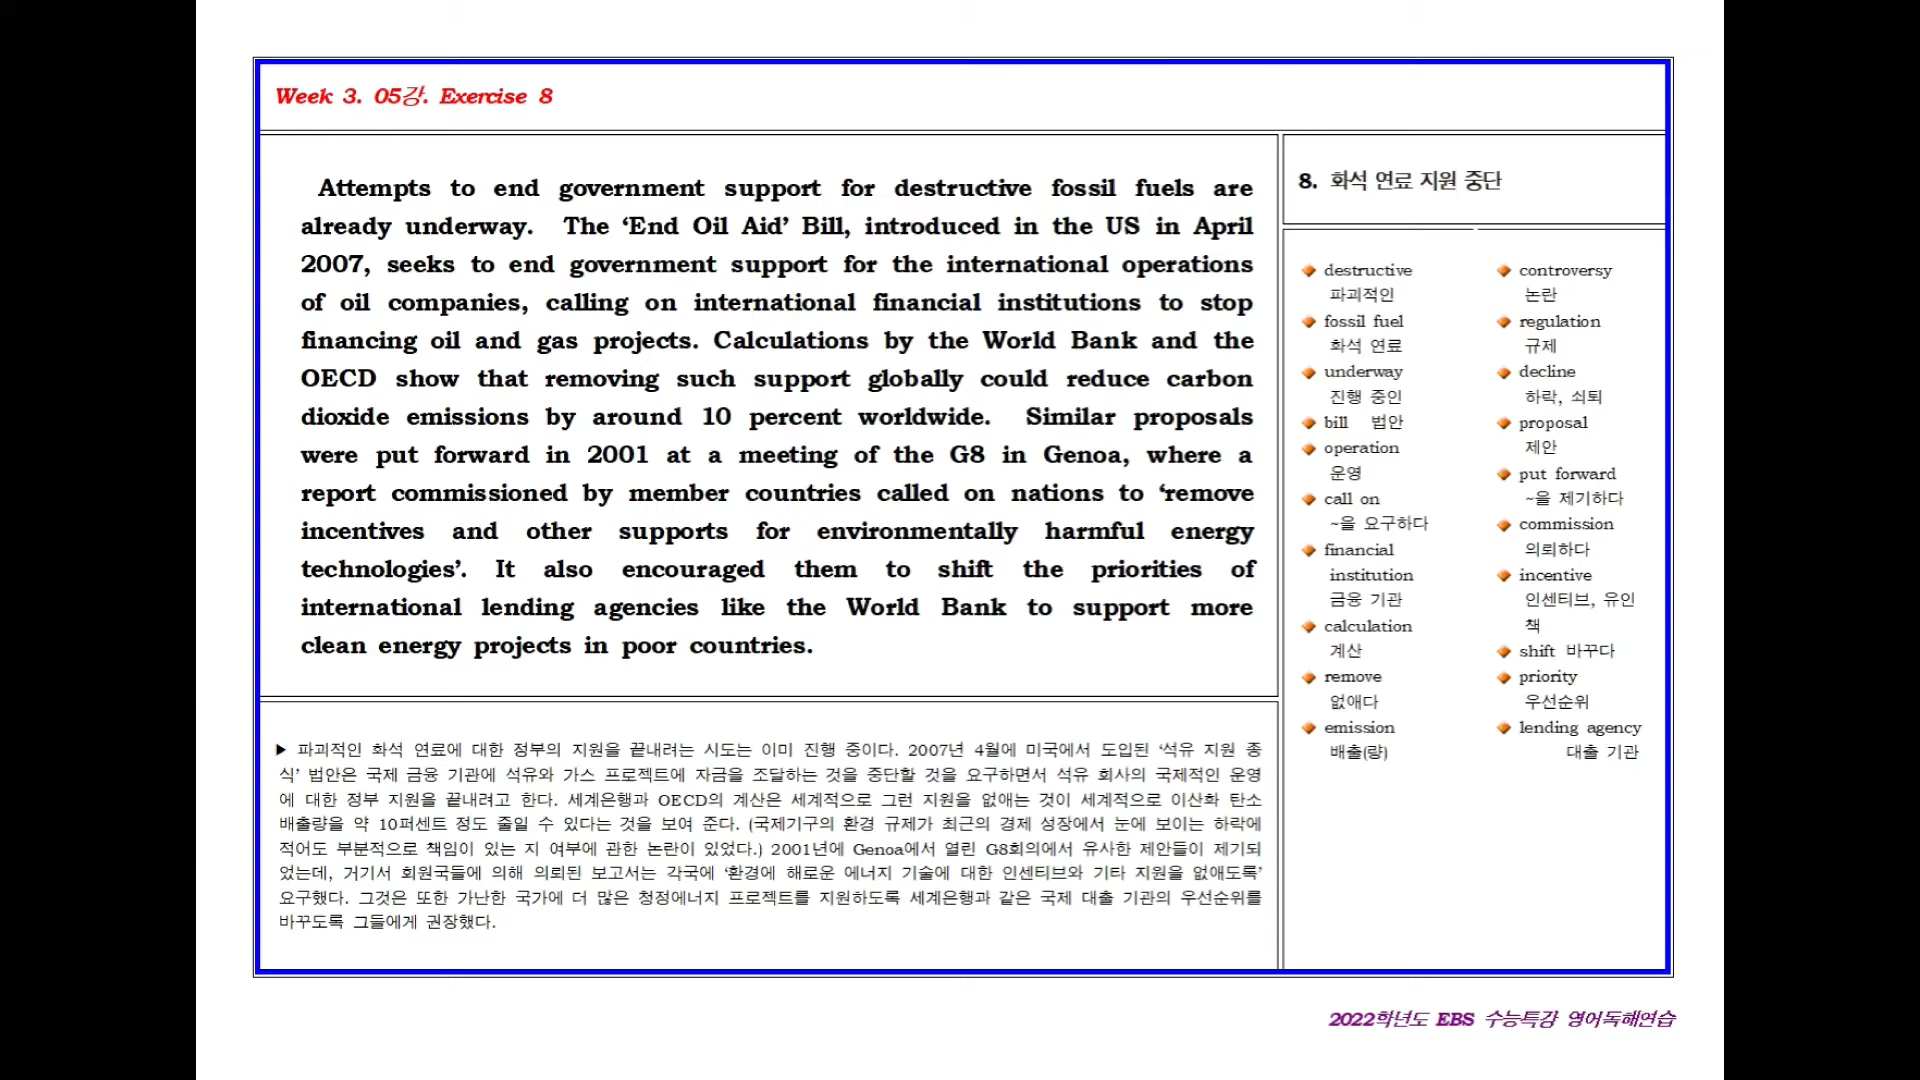 Week 3. 05강. Exercise 8
Attempts to end government support for destructive fossil fuels are
already underway. The ‘End Oil Aid’ Bill, introduced in the US in April
2007, seeks to end government support for the international operations
of oil companies, calling on international financial institutions to stop
financing oil and gas projects. Calculations by the World Bank and the
OECD show that removing such support globally could reduce carbon
dioxide emissions by around 10 percent worldwide. Similar proposals
were put forward in 2001 at a meeting of the G8 in Genoa, where a
report commissioned by member countries called on nations to ‘remove
incentives and other supports for environmentally harmful energy
technologies’. It also encouraged them to shift the priorities of
international lending agencies like the World Bank to support more
clean energy projects in poor countries.
▶ 파괴적인 화석 연료에 대한 정부의 지원을 끝내려는 시도는 이미 진행 중이다. 2007년 4월에 미국에서 도입된 ‘석유 지원 종
식’ 법안은 국제 금융 기관에 석유와 가스 프로젝트에 자금을 조달하는 것을 중단할 것을 요구하면서 석유 회사의 국제적인 운영
에 대한 정부 지원을 끝내려고 한다. 세계은행과 OECD의 계산은 세계적으로 그런 지원을 없애는 것이 세계적으로 이산화 탄소
배출량을 약 10퍼센트 정도 줄일 수 있다는 것을 보여 준다. (국제기구의 환경 규제가 최근의 경제 성장에서 눈에 보이는 하락에
적어도 부분적으로 책임이 있는 지 여부에 관한 논란이 있었다.) 2001년에 Genoa에서 열린 G8회의에서 유사한 제안들이 제기되
었는데, 거기서 회원국들에 의해 의뢰된 보고서는 각국에 ‘환경에 해로운 에너지 기술에 대한 인센티브와 기타 지원을 없애도록’
요구했다. 그것은 또한 가난한 국가에 더 많은 청정에너지 프로젝트를 지원하도록 세계은행과 같은 국제 대출 기관의 우선순위를
바꾸도록 그들에게 권장했다.
8. 화석 연료 지원 중단
destructive
파괴적인
fossil fuel
화석 연료
underway
진행 중인
bill 법안
operation
운영
call on
~을 요구하다
financial
institution
금융 기관
calculation
계산
remove
없애다
emission
배출(량)
controversy
논란
regulation
규제
decline
하락, 쇠퇴
proposal
제안
put forward
~을 제기하다
commission
의뢰하다
incentive
인센티브, 유인
책
shift 바꾸다
priority
우선순위
lending agency
대출 기관
2022학년도 EBS 수능특강 영어독해연습